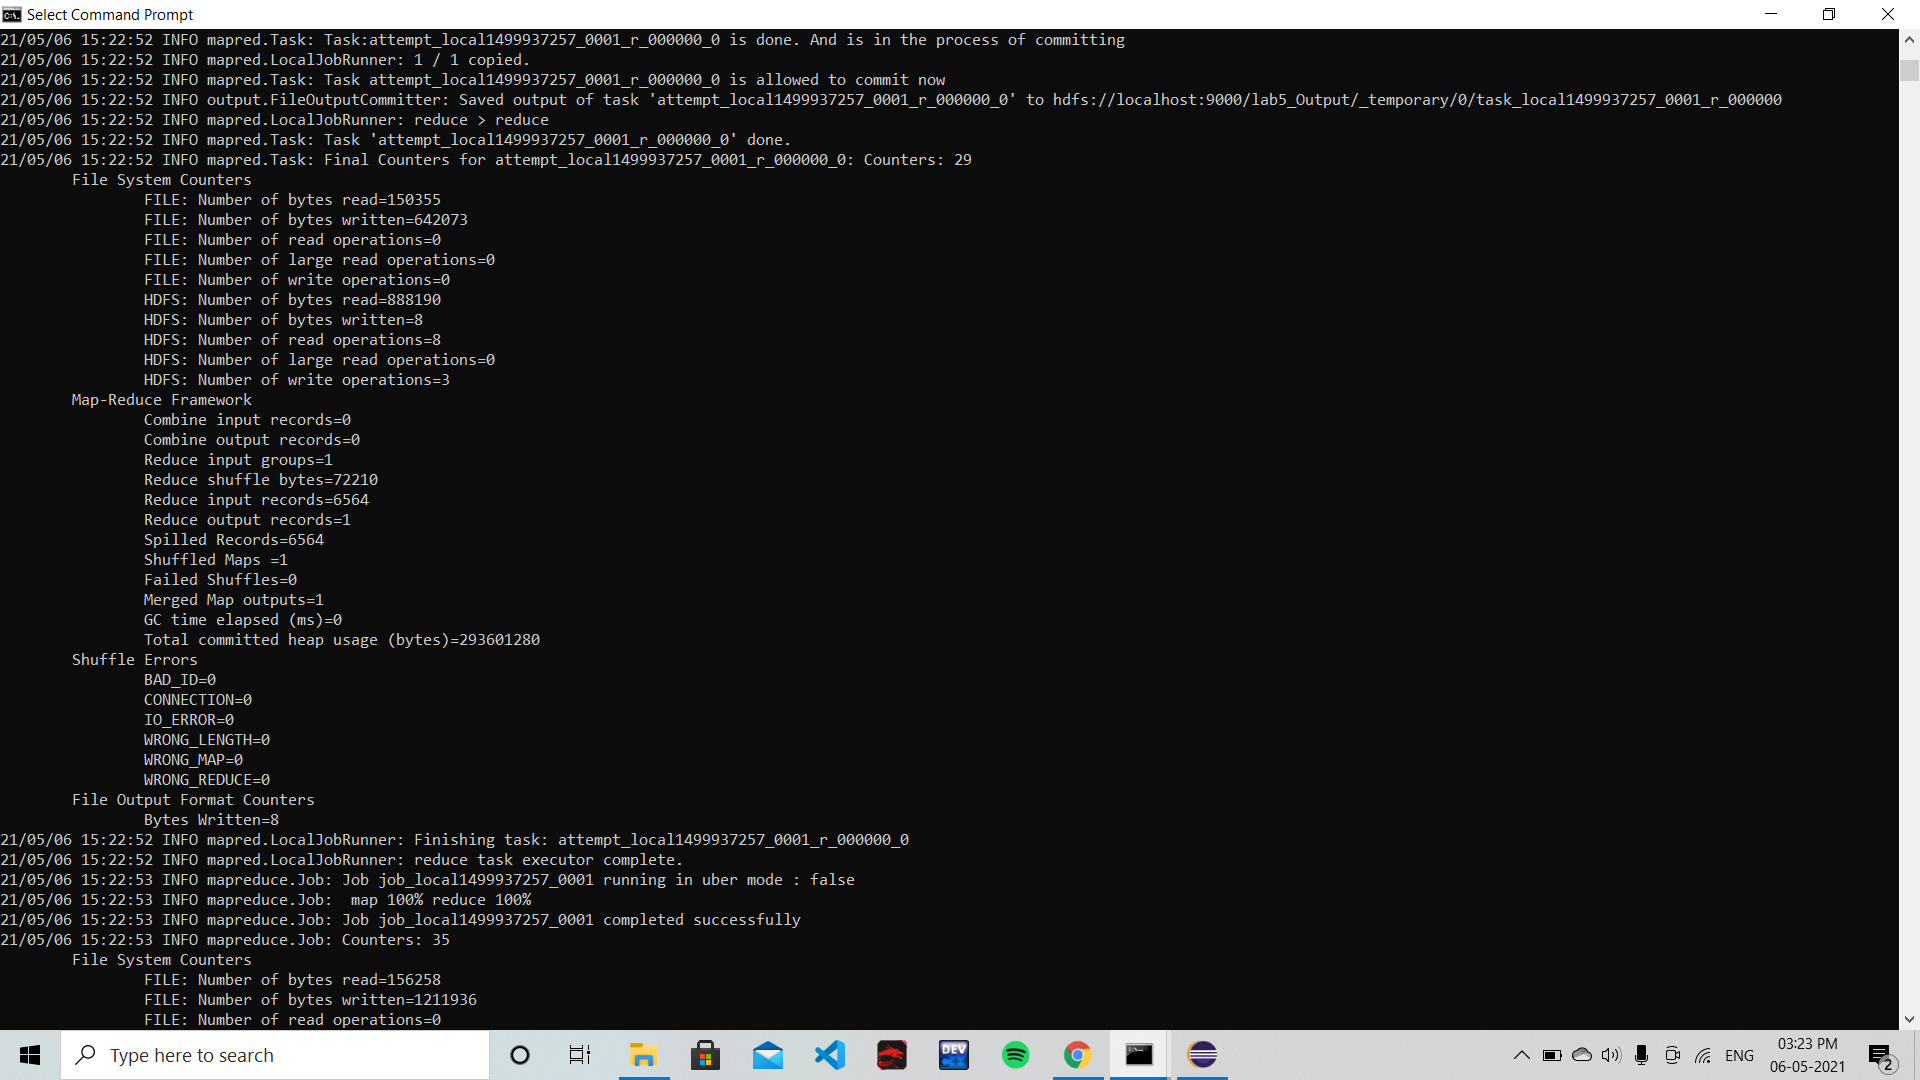 Select Command Prompt
21/05/06 15:22:52 INFO mapred.Task: Task:attempt_local1499937257_0001_r_000000_0 is done. And is in the process of committing
21/05/06 15:22:52 INFO mapred.LocalJobRunner: 1 / 1 copied.
21/05/06 15:22:52 INFO mapred.Task: Task attempt_local1499937257_0001_r_000000_0 is allowed to commit now
21/05/06 15:22:52 INFO output.FileOutputCommitter: Saved output of task 'attempt_local1499937257_0001_r_000000_0' to hdfs://localhost:9000/lab5_Output/_temporary/0/task_local1499937257_0001_r_000000
21/05/06 15:22:52 INFO mapred.LocalJobRunner: reduce > reduce
21/05/06 15:22:52 INFO mapred.Task: Task 'attempt_local1499937257_0001_r_000000_0' done.
21/05/06 15:22:52 INFO mapred.Task: Final Counters for attempt_local1499937257_0001_r_000000_0: Counters: 29
File System Counters
FILE: Number of bytes read=150355
FILE: Number of bytes written=642073
FILE: Number of read operations=0
FILE: Number of large read operations=0
FILE: Number of write operations=0
HDFS: Number of bytes read=888190
HDFS: Number of bytes written=8
HDFS: Number of read operations=8
HDFS: Number of large read operations=0
HDFS: Number of write operations=3
Map-Reduce Framework
Combine input records=0
Combine output records=0
Reduce input groups=1
Reduce shuffle bytes=72210
Reduce input records=6564
Reduce output records=1
Spilled Records=6564
Shuffled Maps =1
Failed Shuffles=0
Merged Map outputs=1
GC time elapsed (ms)=0
Total committed heap usage (bytes)=293601280
Shuffle Errors
BAD_ID=0
CONNECTION=0
IO_ERROR=0
WRONG_LENGTH=0
WRONG_MAP=0
WRONG_REDUCE=0
File Output Format Counters
Bytes Written=8
21/05/06 15:22:52 INFO mapred.LocalJobRunner: Finishing task: attempt_local1499937257_0001_r_000000_0
21/05/06 15:22:52 INFO mapred.LocalJobRunner: reduce task executor complete.
21/05/06 15:22:53 INFO mapreduce.Job: Job job_local1499937257_0001 running in uber mode : false
21/05/06 15:22:53 INFO mapreduce.Job:  map 100% reduce 100%
21/05/06 15:22:53 INFO mapreduce.Job: Job job_local1499937257_0001 completed successfully
21/05/06 15:22:53 INFO mapreduce.Job: Counters: 35
File System Counters
FILE: Number of bytes read=156258
FILE: Number of bytes written=1211936
FILE: Number of read operations=0
Type here to search
DEV C++
ENG
03:23 PM
06-05-2021
2